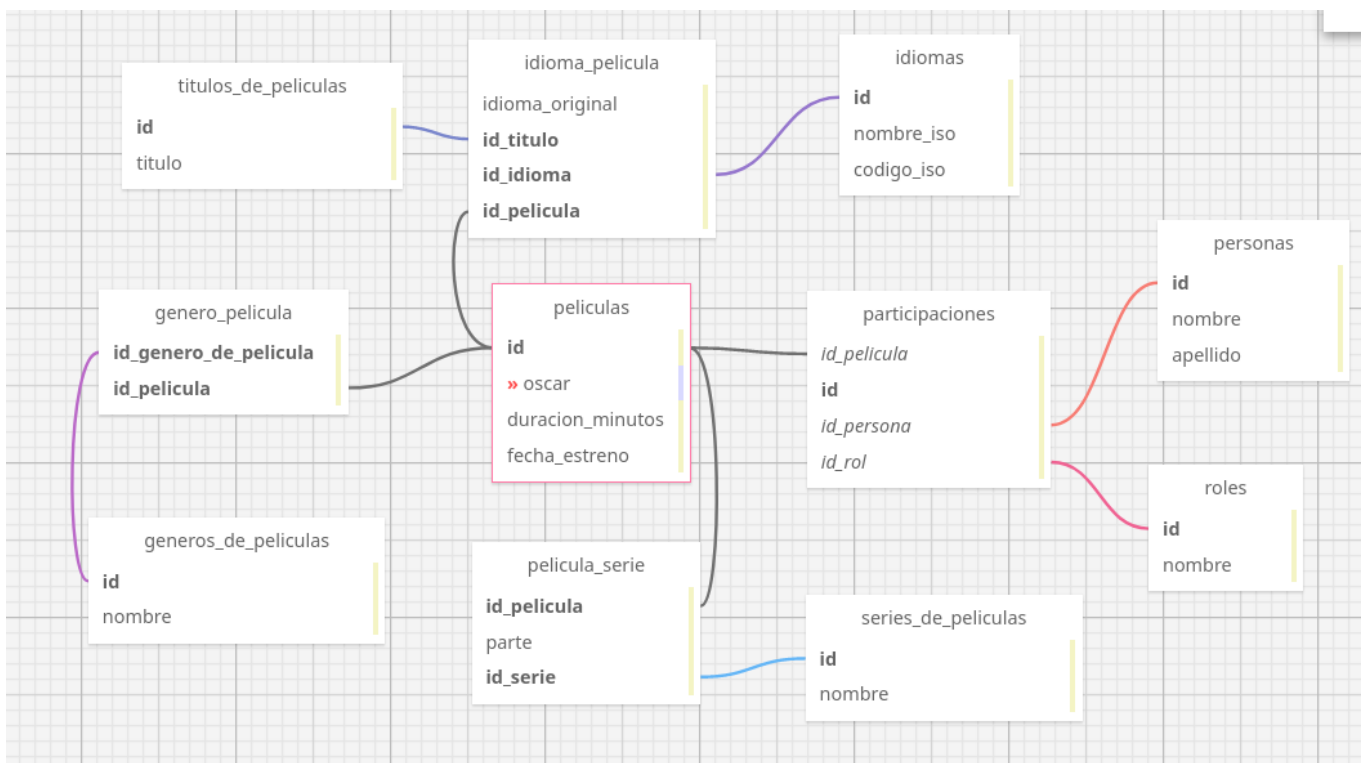 titulos_de_peliculas
id
titulo
idioma_pelicula
idioma_original
id_titulo
id_idioma
id_pelicula
idiomas
id
nombre_iso
codigo_iso
personas
id
nombre
apellido
genero_pelicula
id_genero_de_pelicula
id_pelicula
peliculas
id
» oscar
duracion_minutos
fecha_estreno
participaciones
id_pelicula
id
id_persona
id_rol
roles
id
nombre
generos_de_peliculas
id
nombre
pelicula_serie
id_pelicula
parte
id_serie
series_de_peliculas
id
nombre